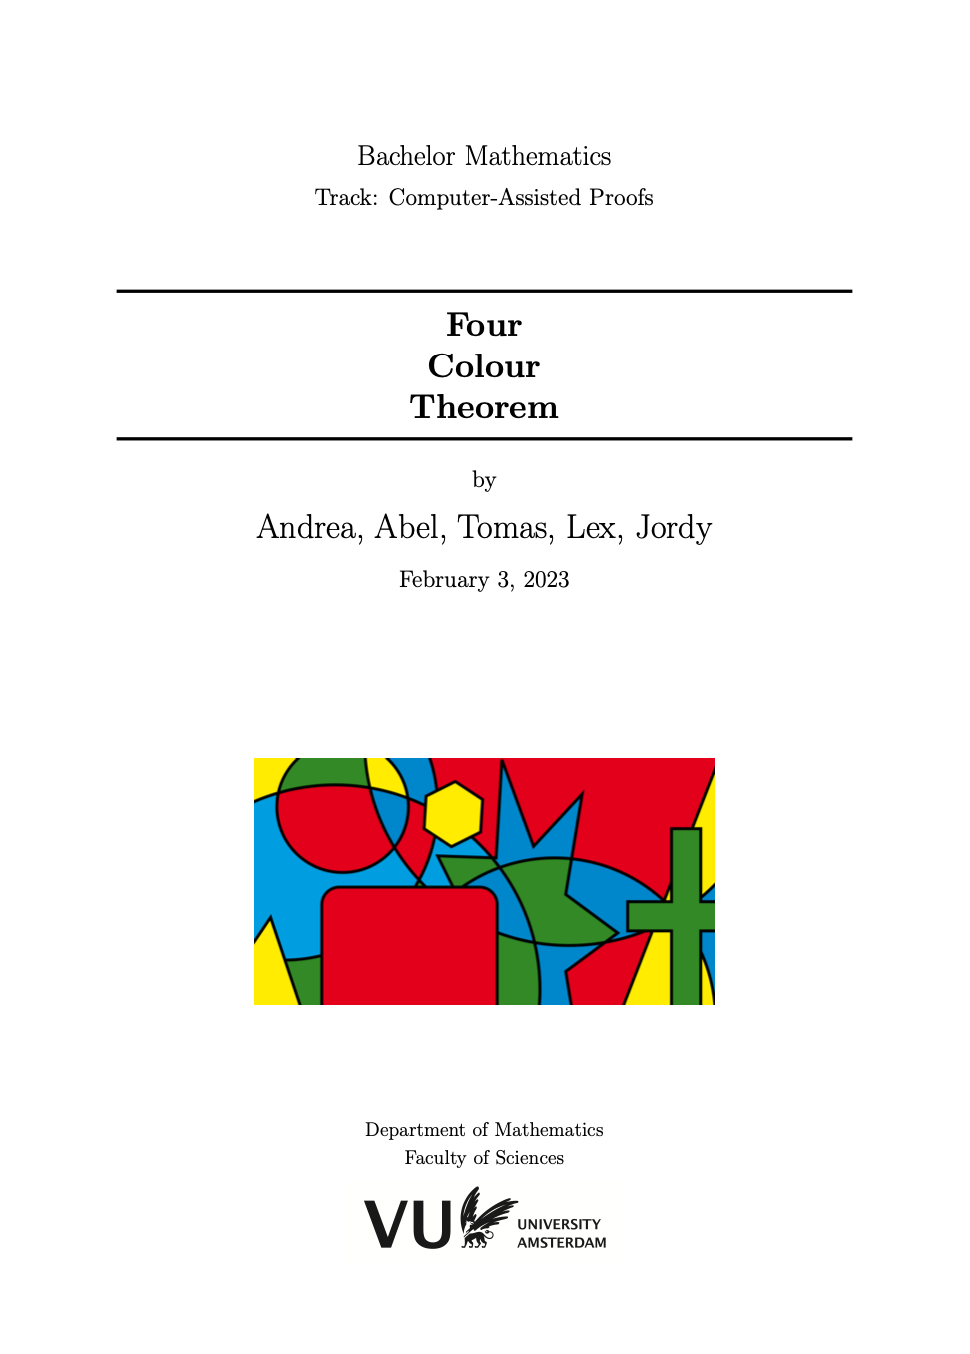 Bachelor Mathematics
Track: Computer-Assisted Proofs
Four
Colour
Theorem
by
Andrea, Abel, Tomas, Lex, Jordy
February 3, 2023
Department of Mathematics
Faculty of Sciences
VU UNIVERSITY
AMSTERDAM